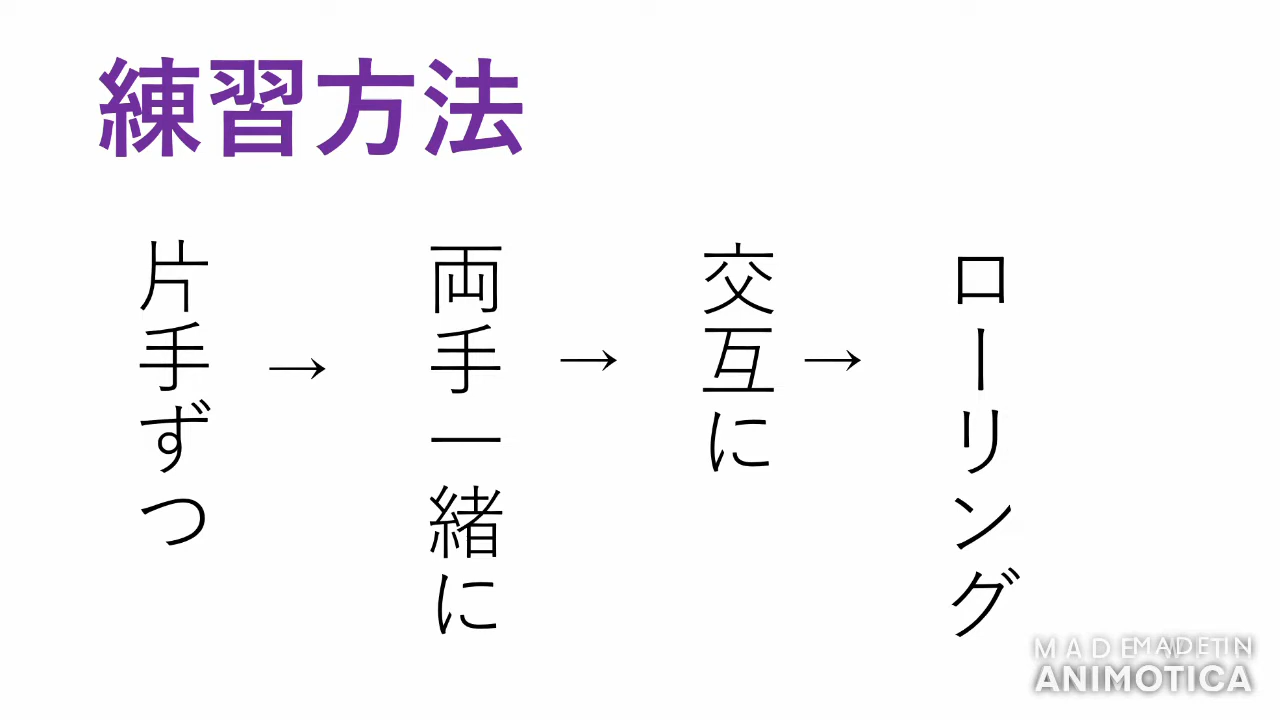 練習方法
片手ずつ
→
両手一緒に
→
交互に
→
ローリング
MADE IN
ANIMOTICA